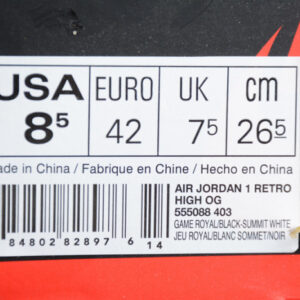 USA EURO UK cm
8⁵ 42 7⁵ 26⁵
ade in China / Fabrique en Chine / Hecho en China
AIR JORDAN 1 RETRO
HIGH OG
555088 403
GAME ROYAL/BLACK-SUMMIT WHITE
JEU ROYAL/BLANC SOMMET/NOIR
84802 82897 6 14